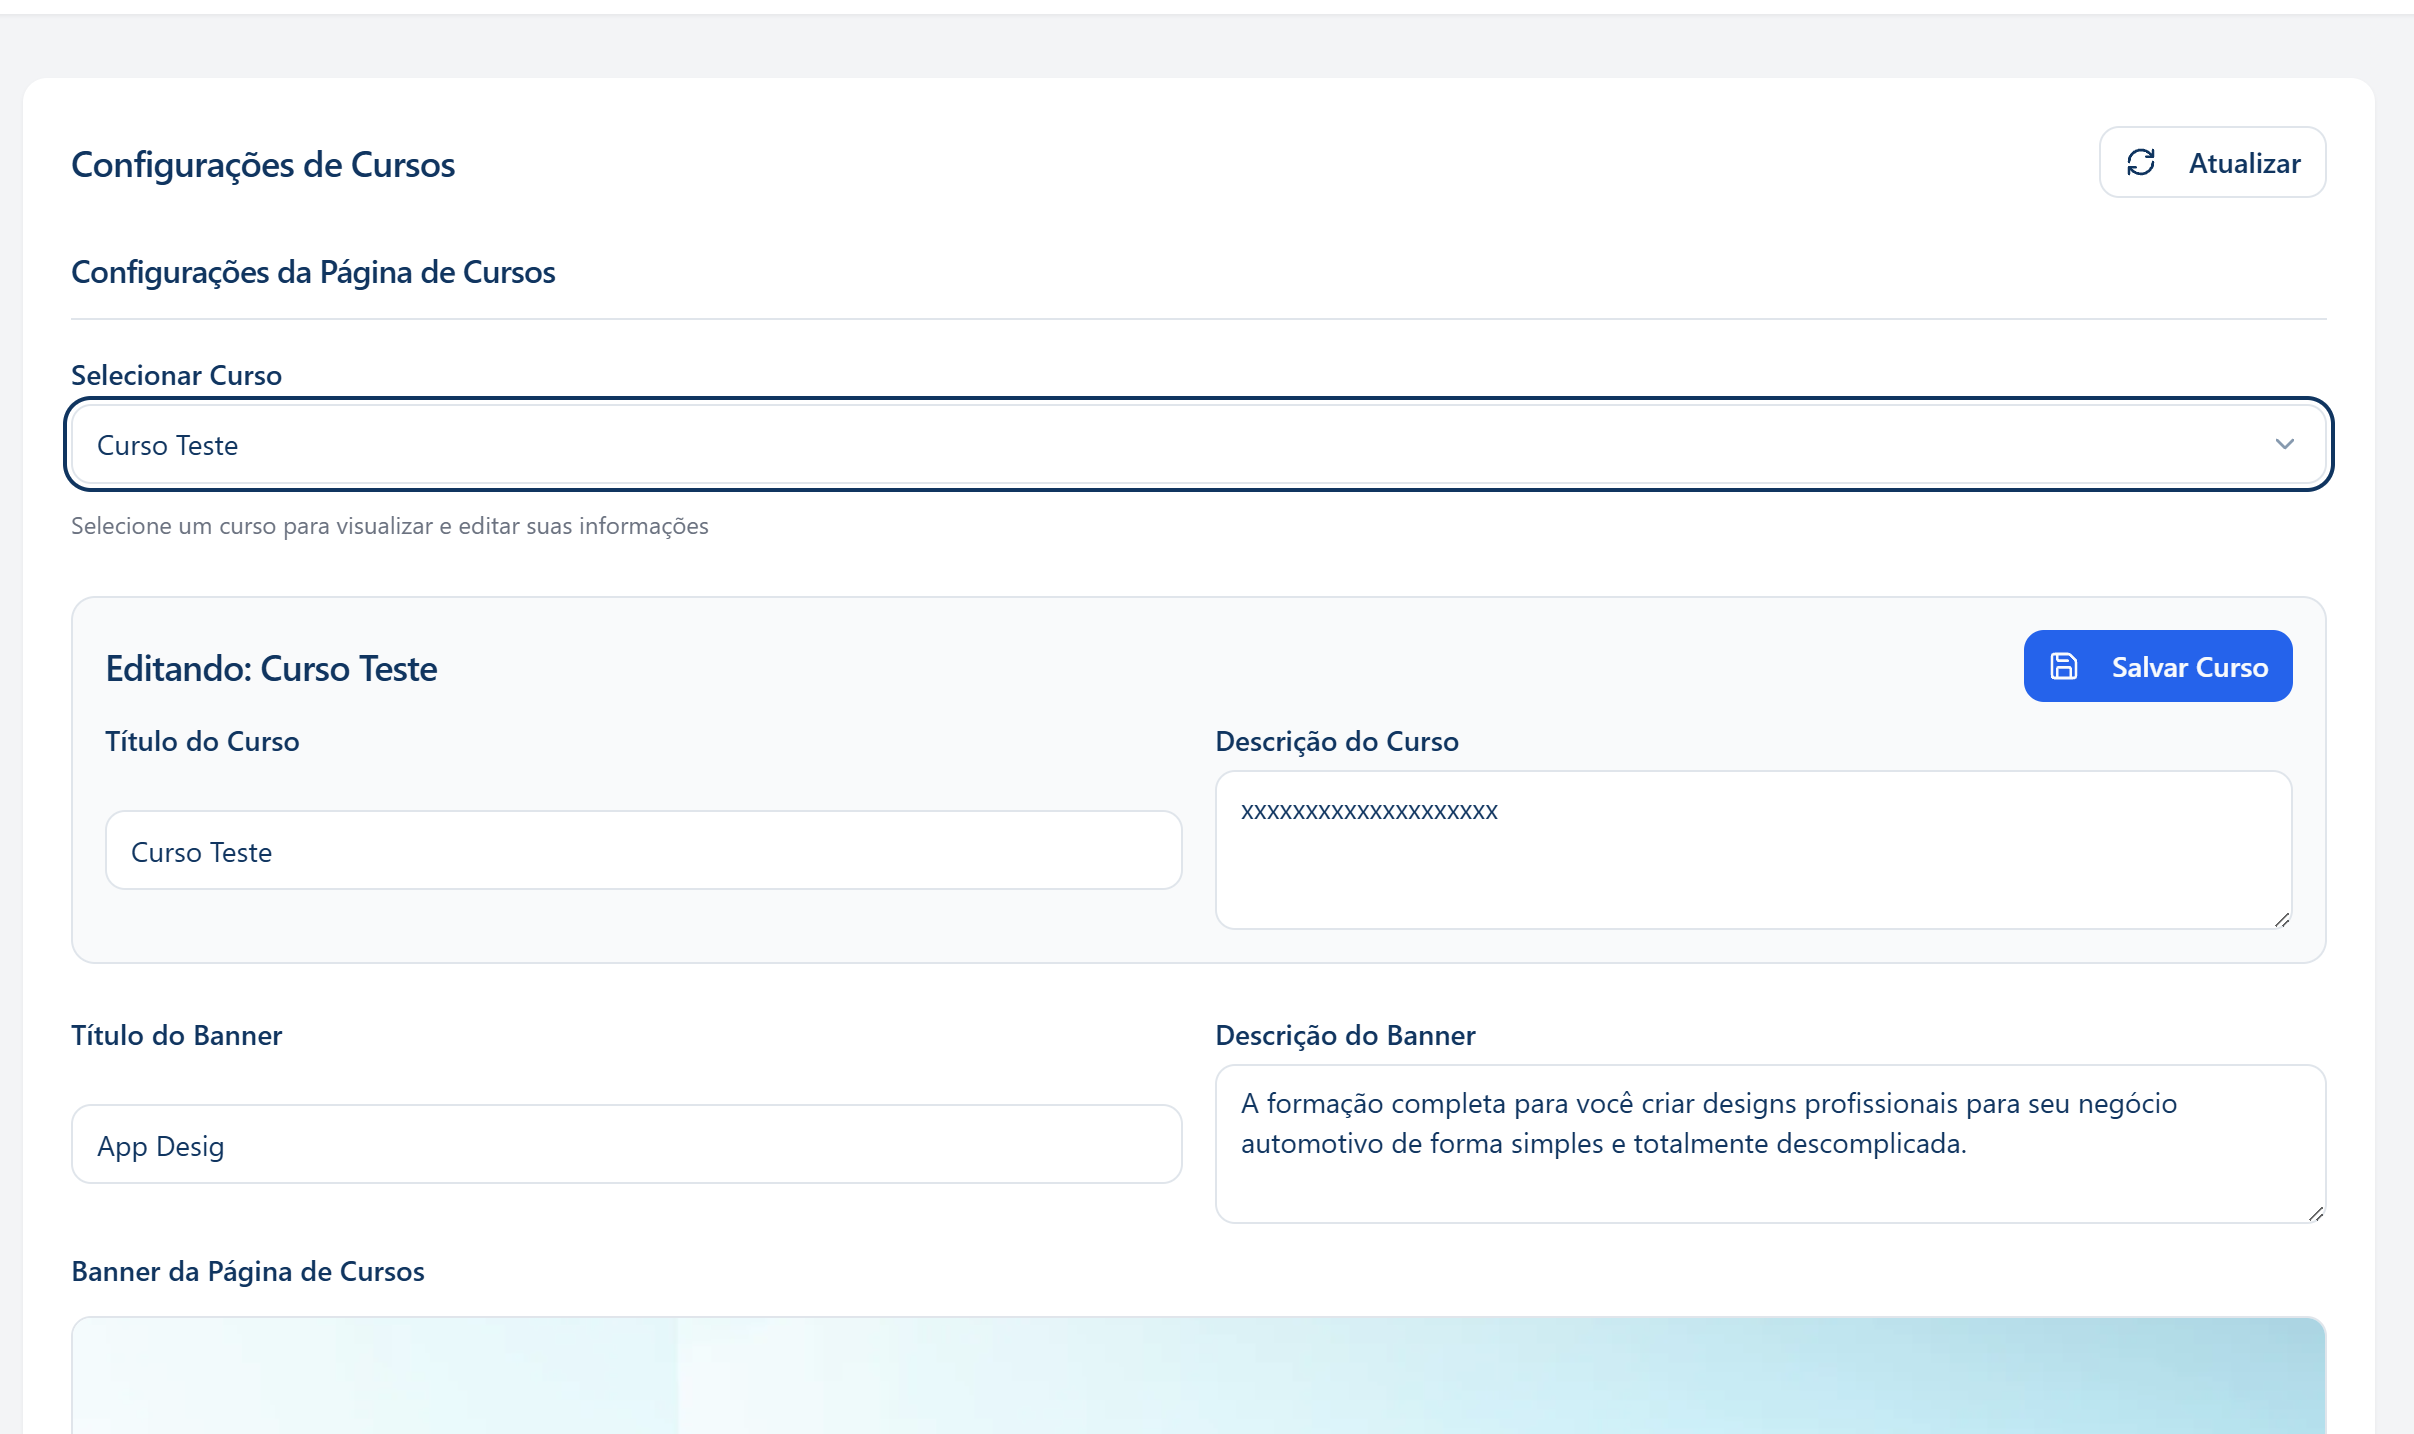 Configurações de Cursos
Atualizar
Configurações da Página de Cursos
Selecionar Curso
Curso Teste
Selecione um curso para visualizar e editar suas informações
Editando: Curso Teste
Salvar Curso
Título do Curso
Curso Teste
Descrição do Curso
xxxxxxxxxxxxxxxxxxxx
Título do Banner
App Desig
Descrição do Banner
A formação completa para você criar designs profissionais para seu negócio
automotivo de forma simples e totalmente descomplicada.
Banner da Página de Cursos